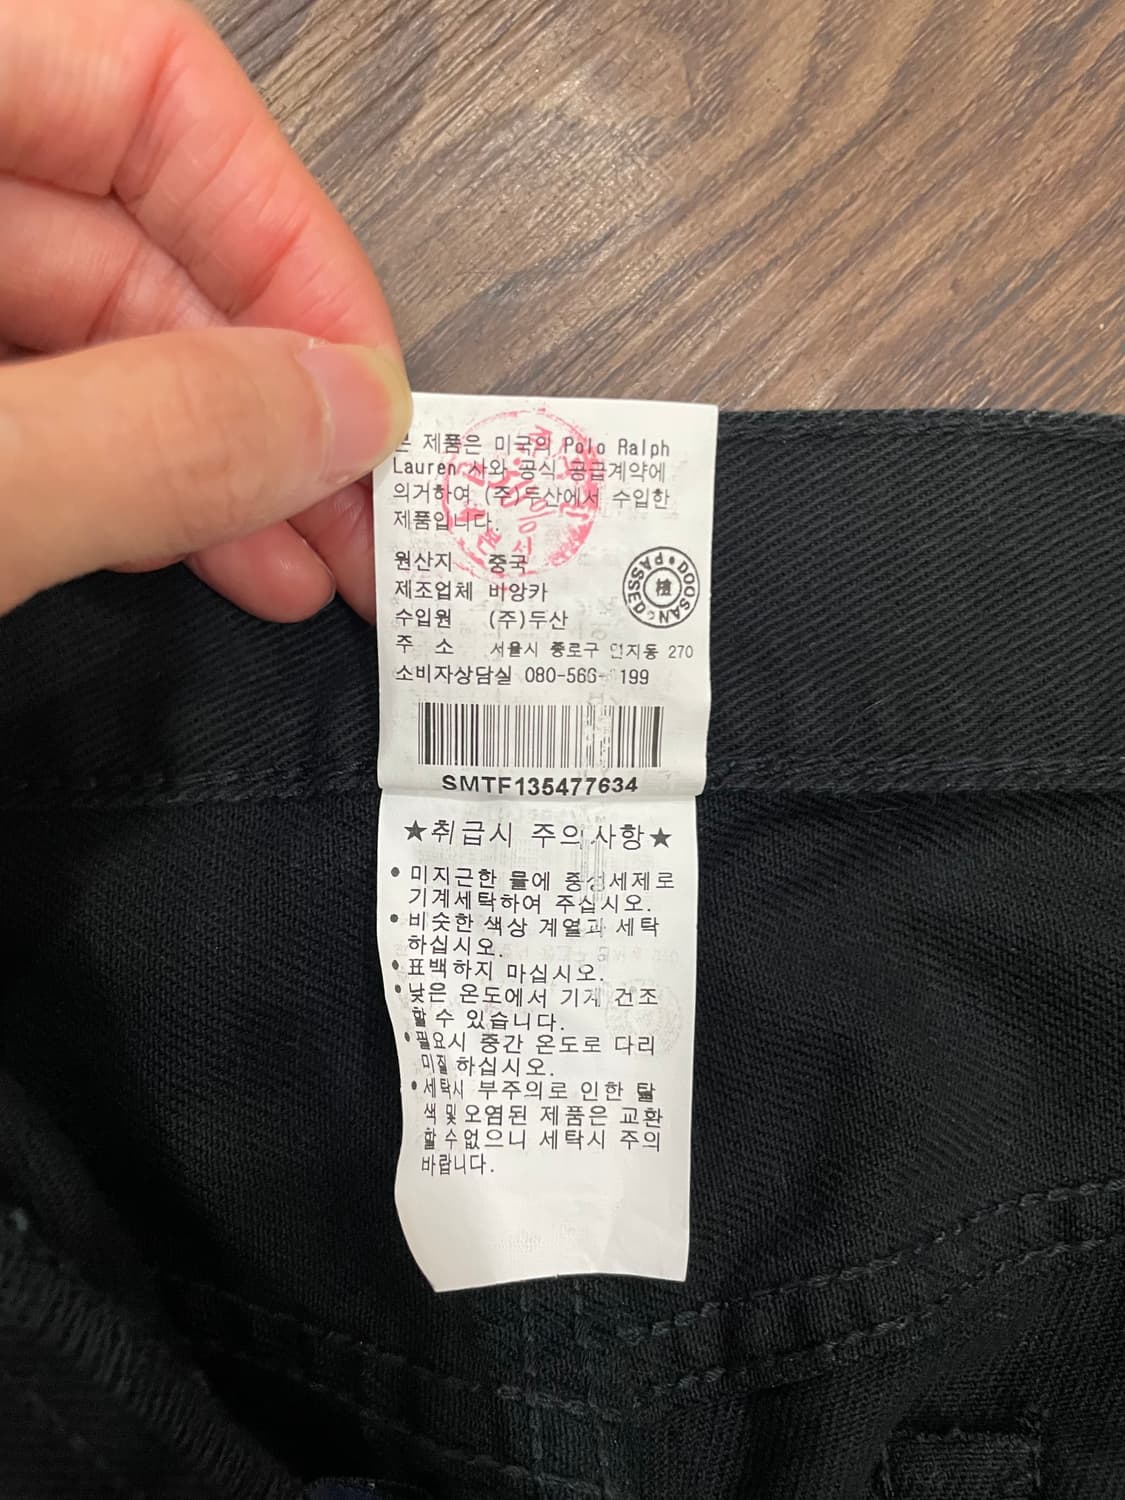 본 제품은 미국의 Polo Ralph
Lauren 사와 공식 공급계약에
의거하여 (주)두산에서 수입한
제품입니다.
원산지 중국
제조업체 비앙카
수입원 (주)두산
주 소 서울시 종로구 연지동 270
소비자상담실
DOOSAN PASSED
檢
SMTF135477634
★취급시 주의 사항★
• 미지근한 물에 중성세제로
기계세탁하여 주십시오.
• 비슷한 색상 계열과 세탁
하십시오.
• 표백하지 마십시오.
• 낮은 온도에서 기계 건조
할 수 있습니다.
• 필요시 중간 온도로 다리
미질 하십시오.
• 세탁시 부주의로 인한 탈
색 및 오염된 제품은 교환
할 수 없으니 세탁시 주의
바랍니다.